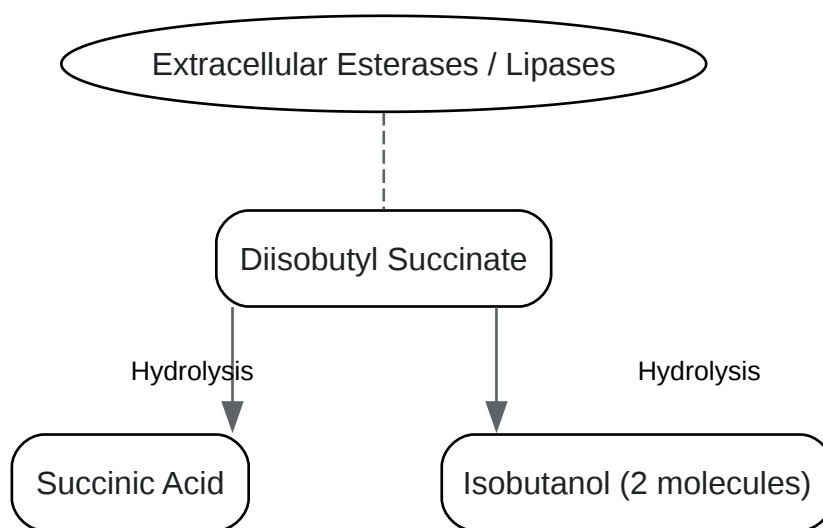 Extracellular Esterases / Lipases
Diisobutyl Succinate
Hydrolysis
Hydrolysis
Succinic Acid
Isobutanol (2 molecules)